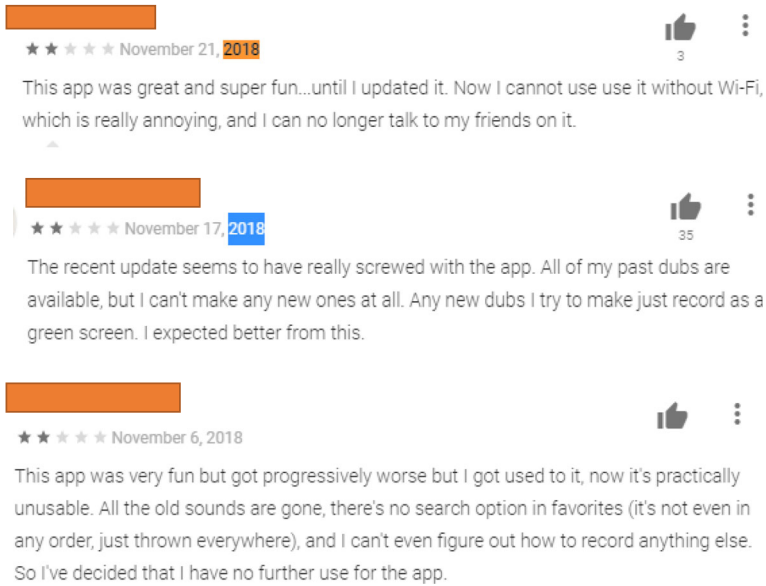 November 21, 2018
3
This app was great and super fun...until I updated it. Now I cannot use use it without Wi-Fi,
which is really annoying, and I can no longer talk to my friends on it.
November 17, 2018
35
The recent update seems to have really screwed with the app. All of my past dubs are
available, but I can't make any new ones at all. Any new dubs I try to make just record as a
green screen. I expected better from this.
November 6, 2018
This app was very fun but got progressively worse but I got used to it, now it's practically
unusable. All the old sounds are gone, there's no search option in favorites (it's not even in
any order, just thrown everywhere), and I can't even figure out how to record anything else.
So I've decided that I have no further use for the app.